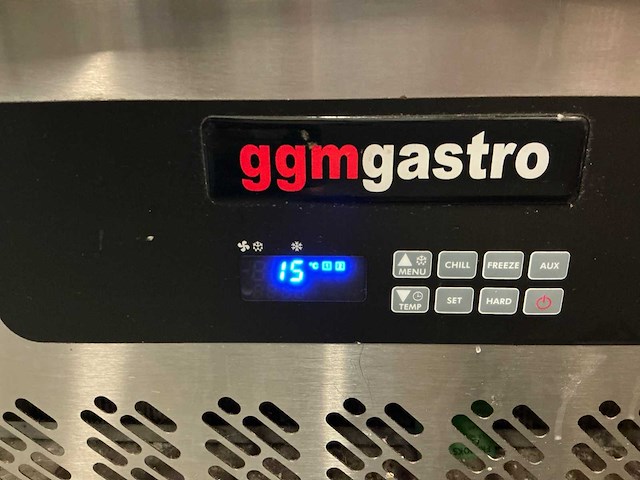 ggmgastro
15 °C
MENU CHILL FREEZE AUX
TEMP SET HARD